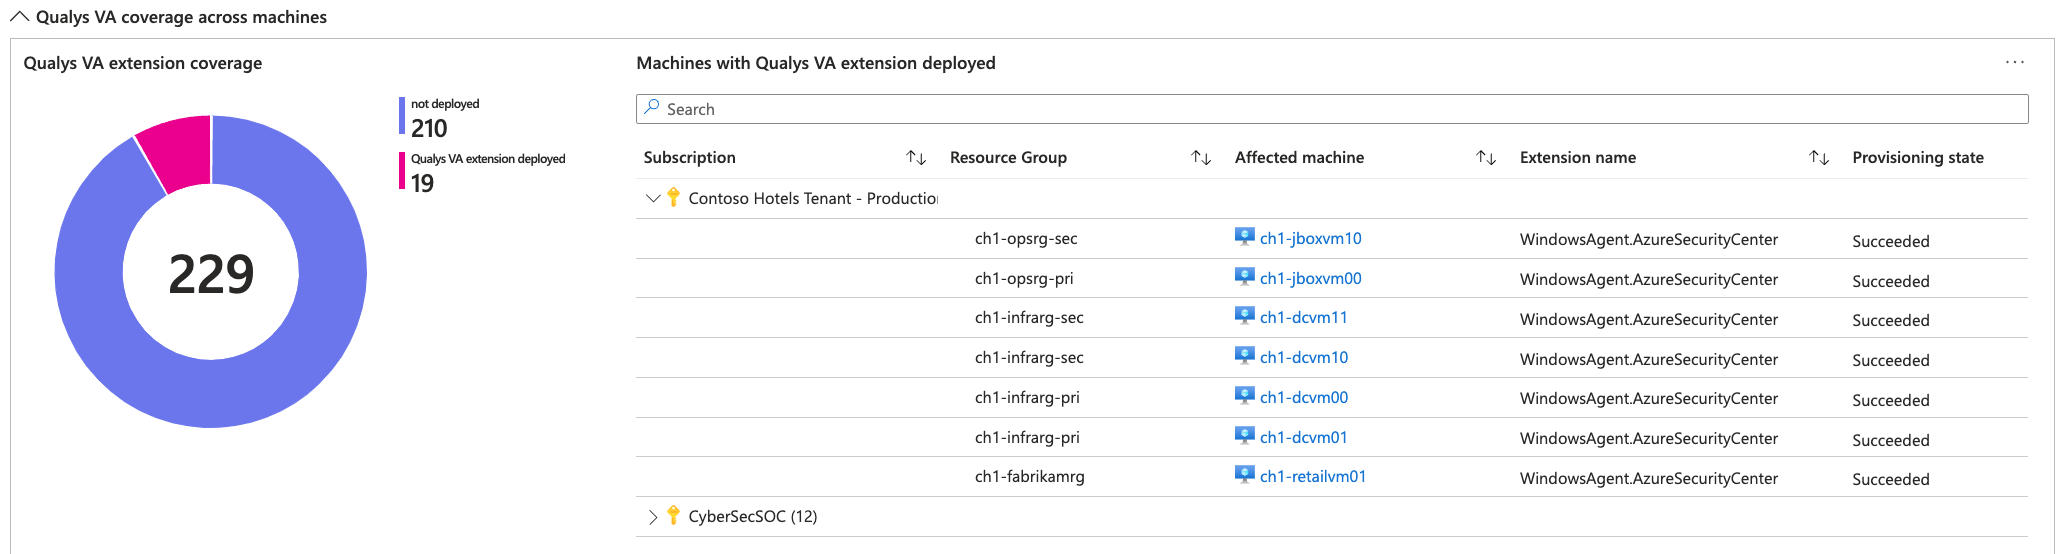 Qualys VA coverage across machines
Qualys VA extension coverage
not deployed
210
Qualys VA extension deployed
19
229
Machines with Qualys VA extension deployed
Search
Subscription Resource Group Affected machine Extension name Provisioning state
Contoso Hotels Tenant - Productio
ch1-opsrg-sec ch1-jboxvm10 WindowsAgent.AzureSecurityCenter Succeeded
ch1-opsrg-pri ch1-jboxvm00 WindowsAgent.AzureSecurityCenter Succeeded
ch1-infrarg-sec ch1-dcvm11 WindowsAgent.AzureSecurityCenter Succeeded
ch1-infrarg-sec ch1-dcvm10 WindowsAgent.AzureSecurityCenter Succeeded
ch1-infrarg-pri ch1-dcvm00 WindowsAgent.AzureSecurityCenter Succeeded
ch1-infrarg-pri ch1-dcvm01 WindowsAgent.AzureSecurityCenter Succeeded
ch1-fabrikamrg ch1-retailvm01 WindowsAgent.AzureSecurityCenter Succeeded
CyberSecSOC (12)